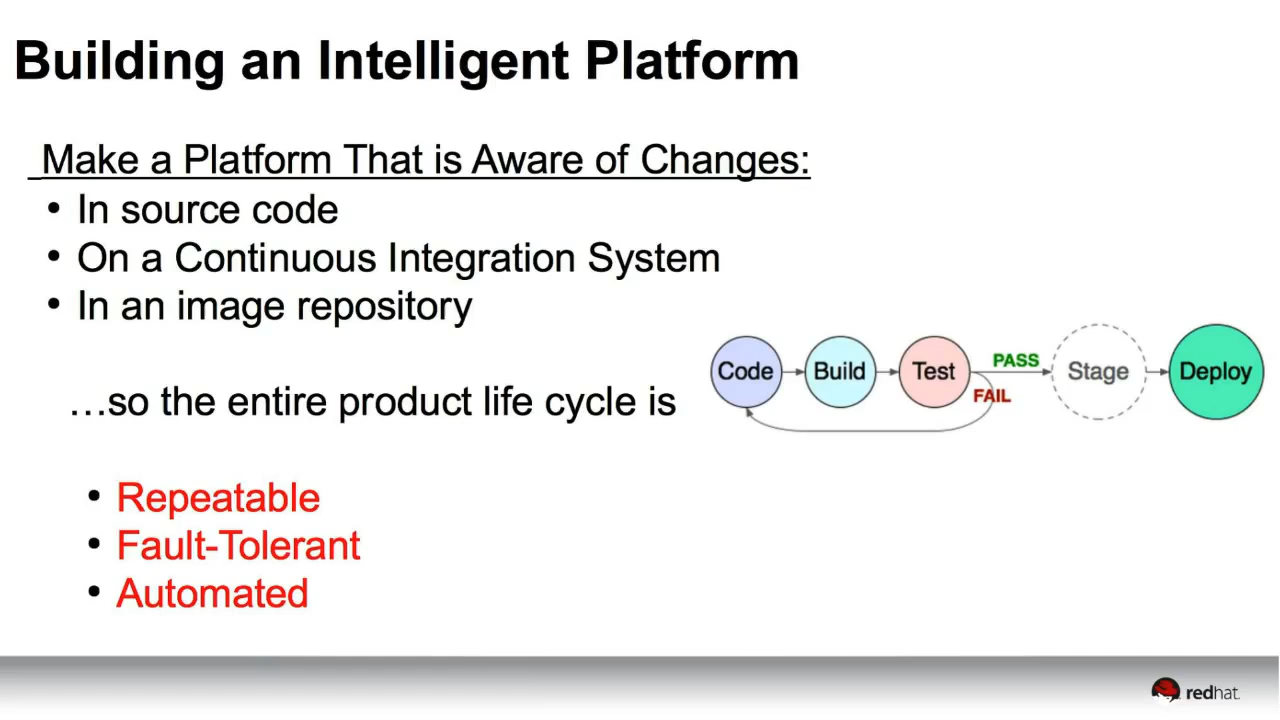 Building an Intelligent Platform
Make a Platform That is Aware of Changes:
• In source code
• On a Continuous Integration System
• In an image repository
…so the entire product life cycle is
• Repeatable
• Fault-Tolerant
• Automated
Code
Build
Test
PASS
FAIL
Stage
Deploy
redhat.